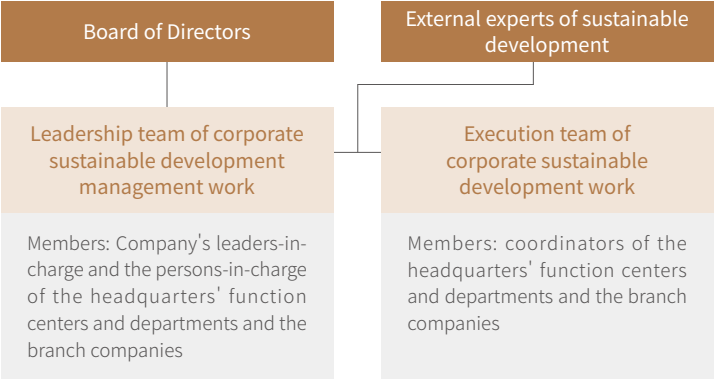 Board of Directors
External experts of sustainable
development
Leadership team of corporate
sustainable development
management work
Execution team of
corporate sustainable
development work
Members: Company's leaders-in-
charge and the persons-in-charge
of the headquarters' function
centers and departments and the
branch companies
Members: coordinators of the
headquarters' function centers
and departments and the branch
companies